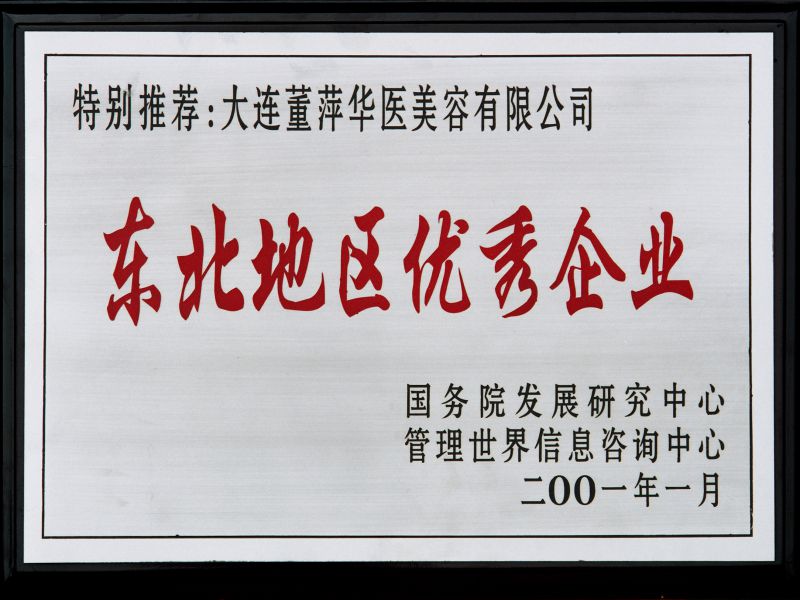 特别推荐:大连董萍华医美容有限公司
东北地区优秀企业
国务院发展研究中心
管理世界信息咨询中心
二00一年一月